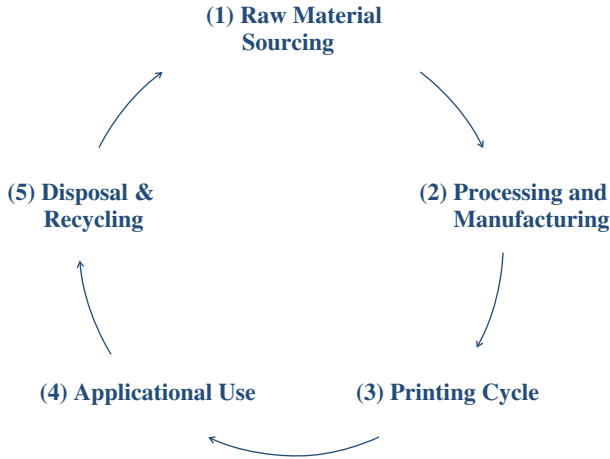 (1) Raw Material
Sourcing
(2) Processing and
Manufacturing
(3) Printing Cycle
(4) Applicational Use
(5) Disposal &
Recycling